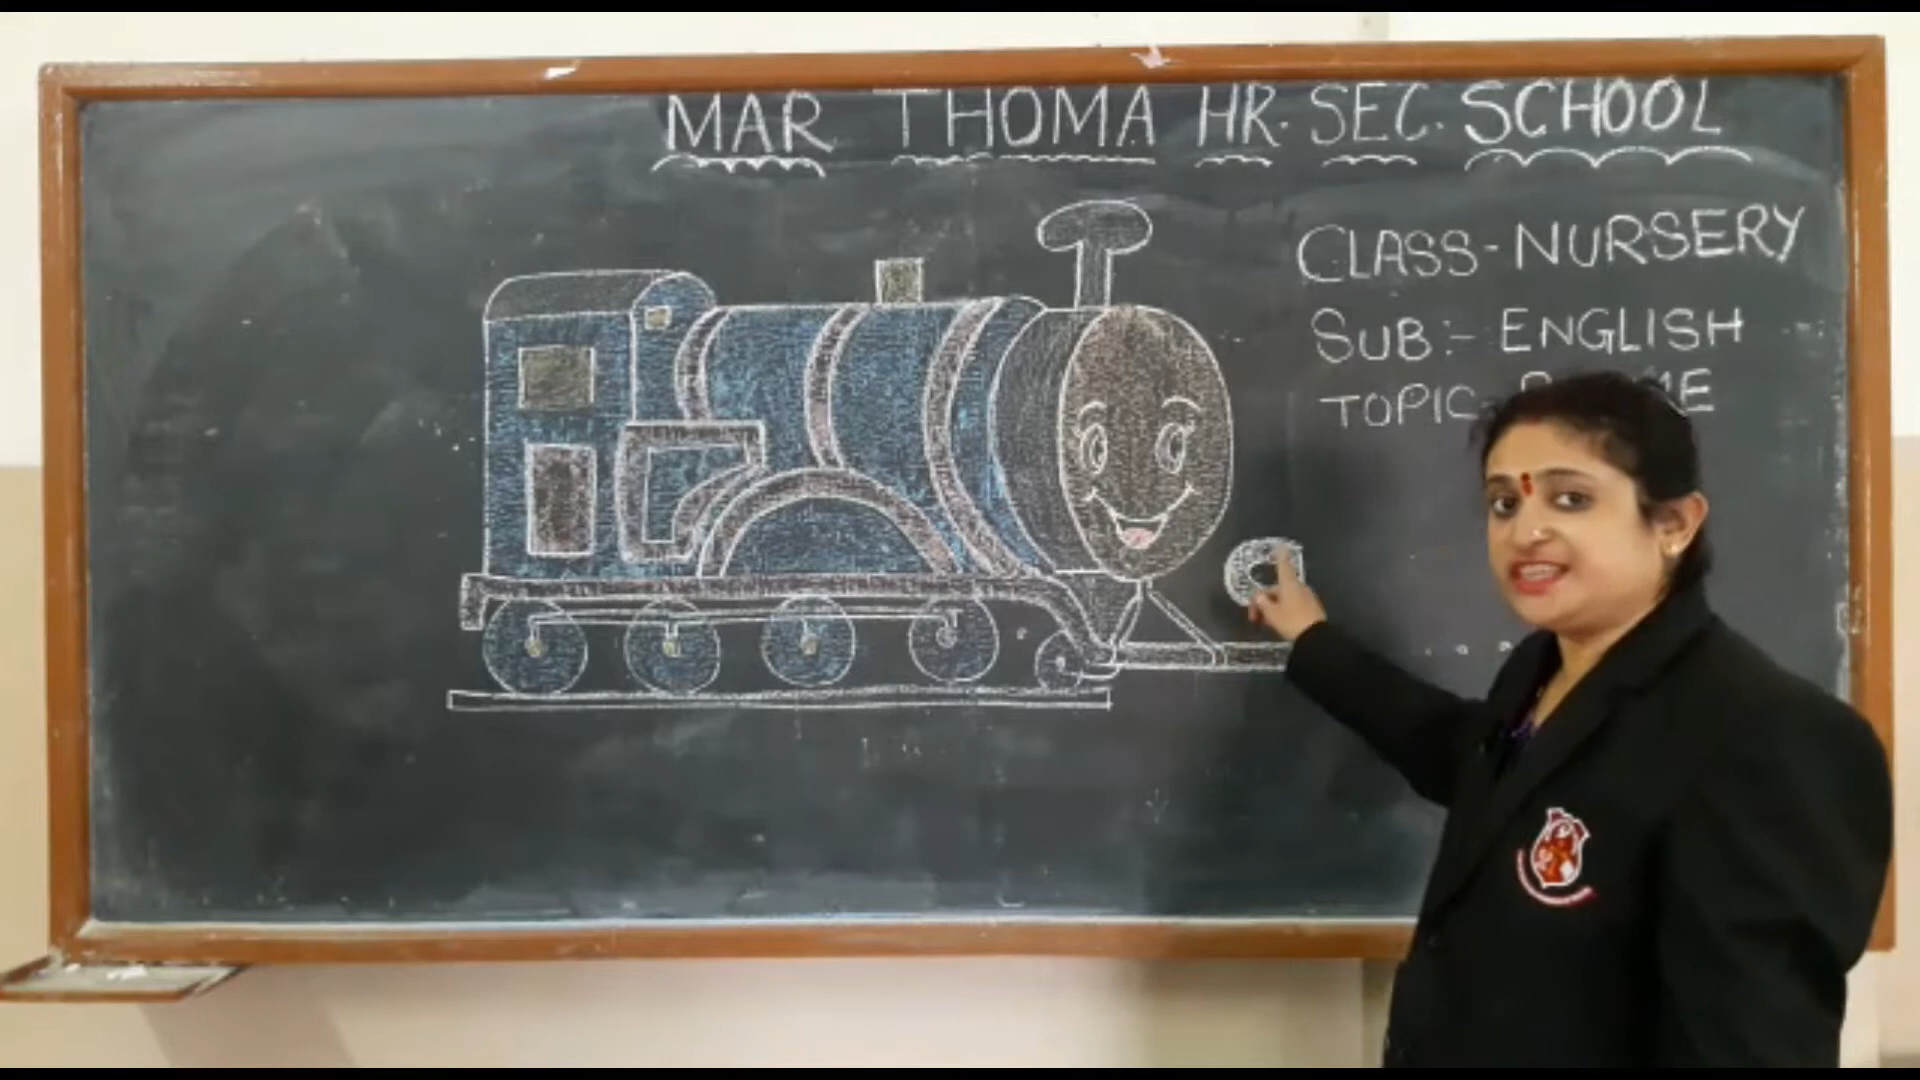 MAR THOMA HR. SEC. SCHOOL
CLASS - NURSERY
SUB:- ENGLISH
TOPIC-